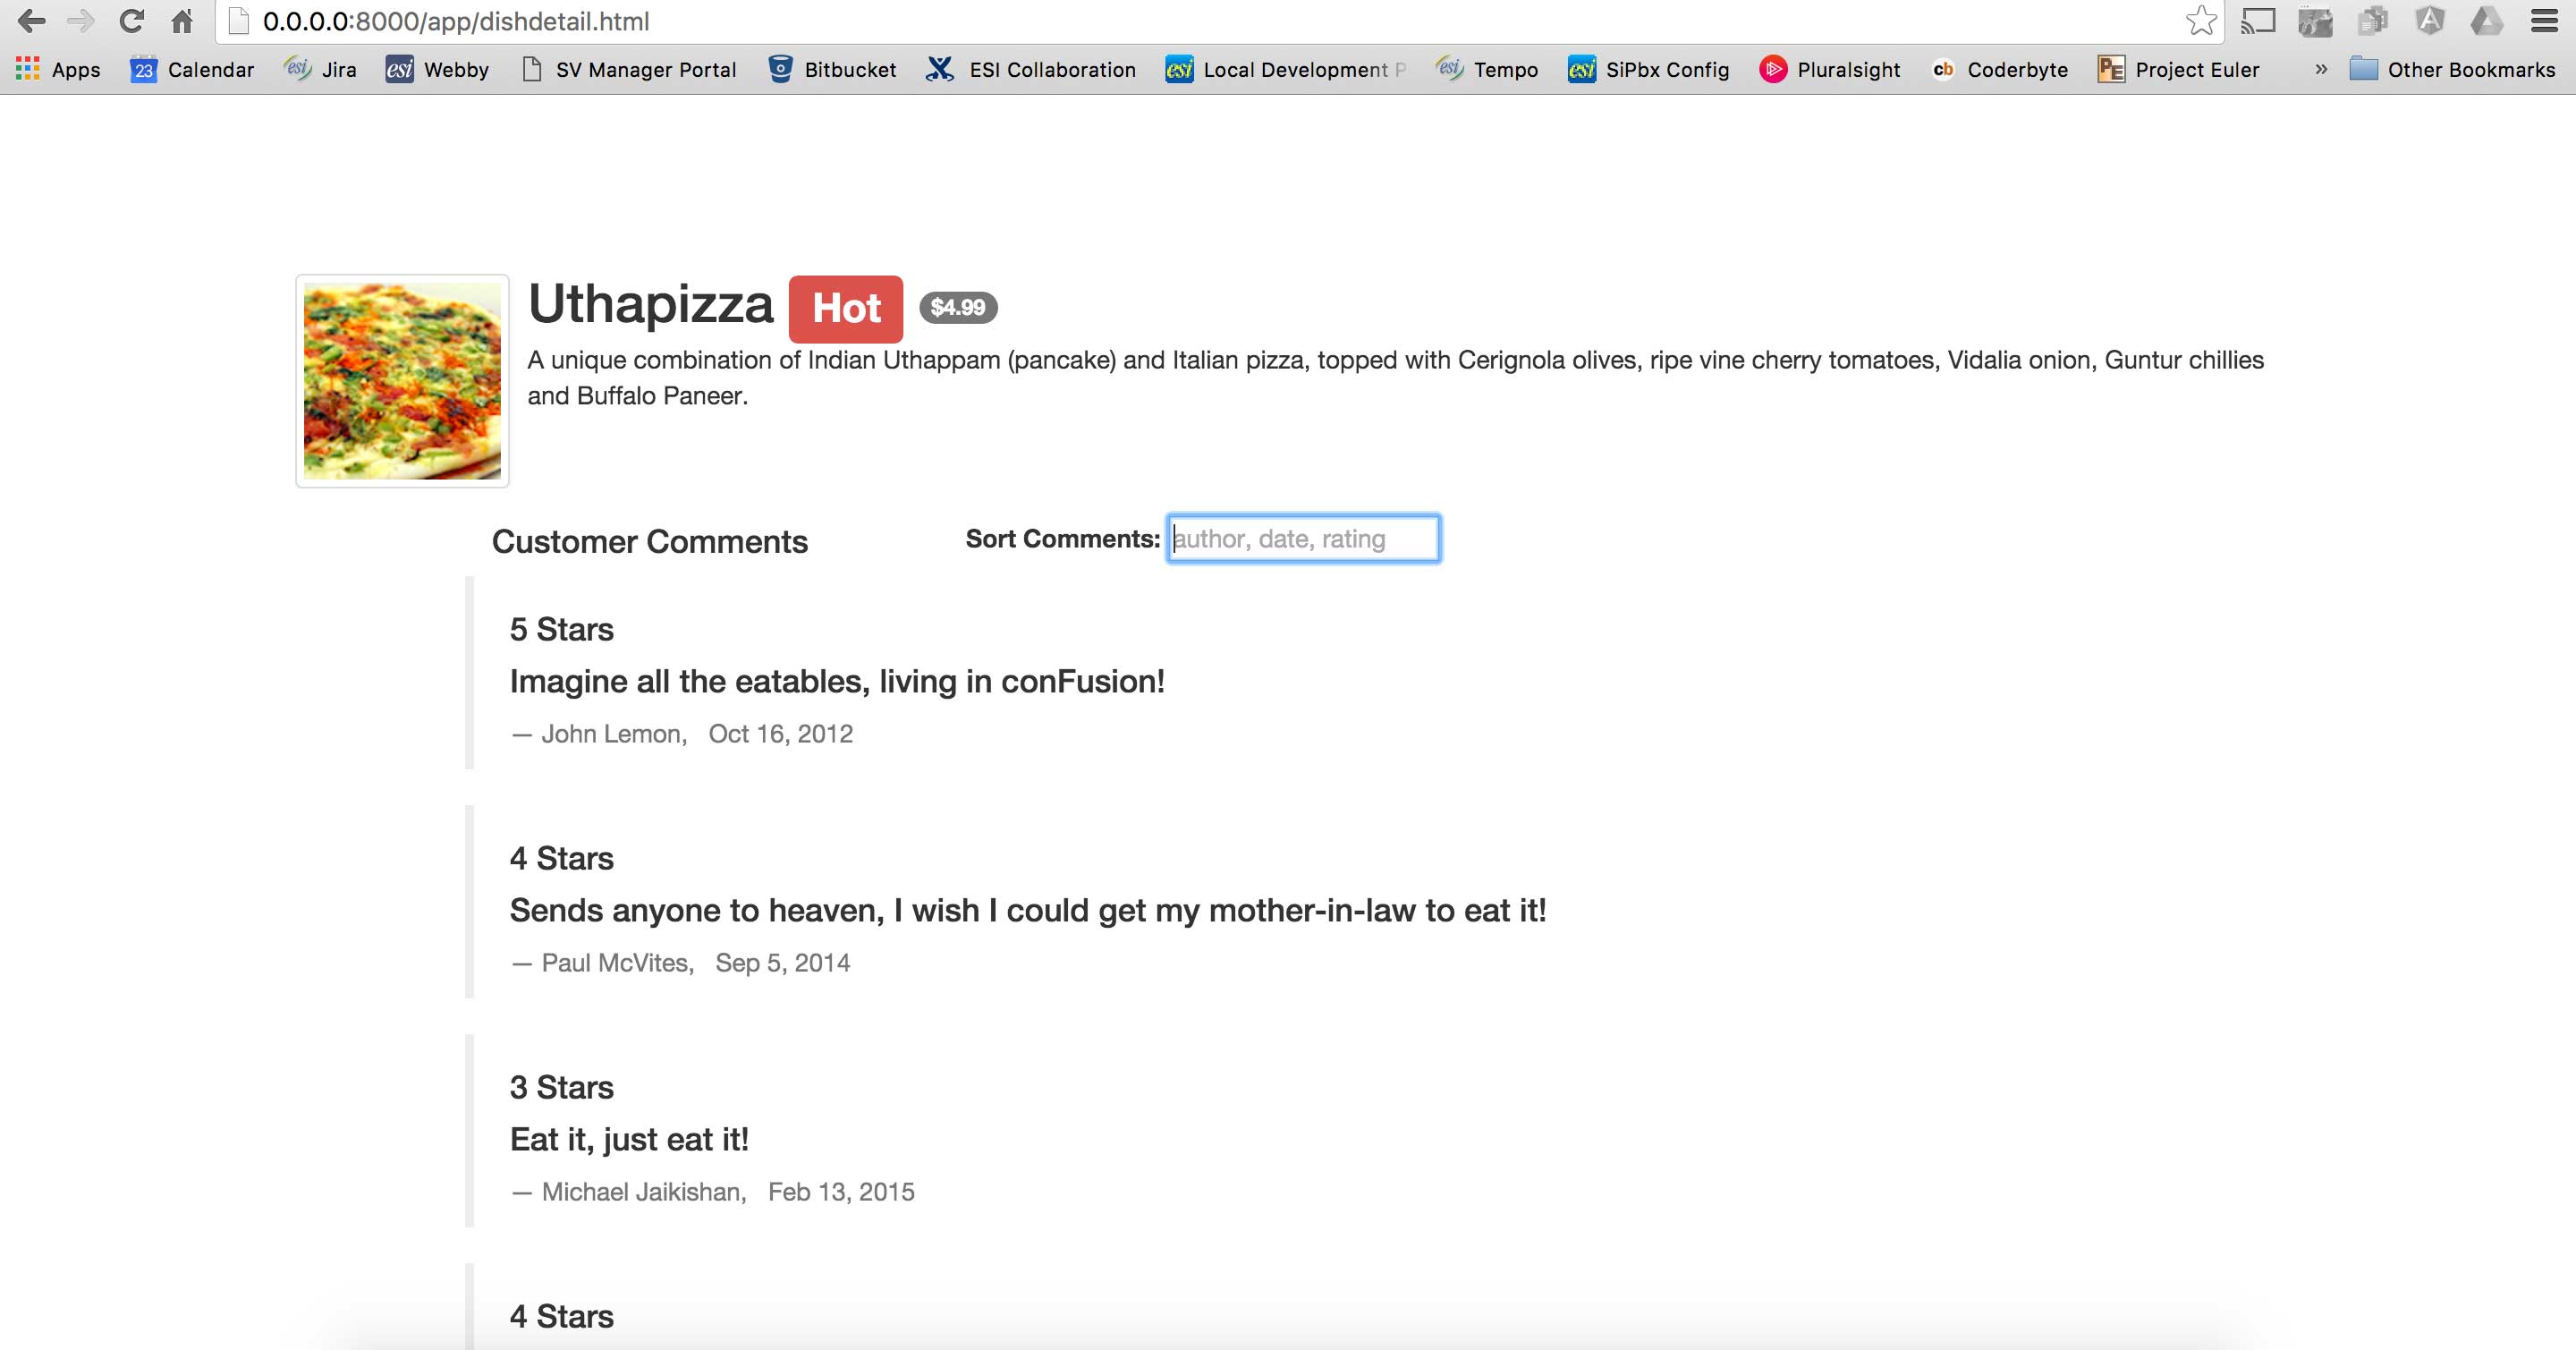 0.0.0.0:8000/app/dishdetail.html
Apps 23 Calendar esi Jira esi Webby SV Manager Portal Bitbucket ESI Collaboration esi Local Development P esi Tempo esi SiPbx Config Pluralsight cb Coderbyte PE Project Euler » Other Bookmarks
Uthapizza Hot $4.99
A unique combination of Indian Uthappam (pancake) and Italian pizza, topped with Cerignola olives, ripe vine cherry tomatoes, Vidalia onion, Guntur chillies
and Buffalo Paneer.
Customer Comments Sort Comments: author, date, rating
5 Stars
Imagine all the eatables, living in conFusion!
— John Lemon, Oct 16, 2012
4 Stars
Sends anyone to heaven, I wish I could get my mother-in-law to eat it!
— Paul McVites, Sep 5, 2014
3 Stars
Eat it, just eat it!
— Michael Jaikishan, Feb 13, 2015
4 Stars